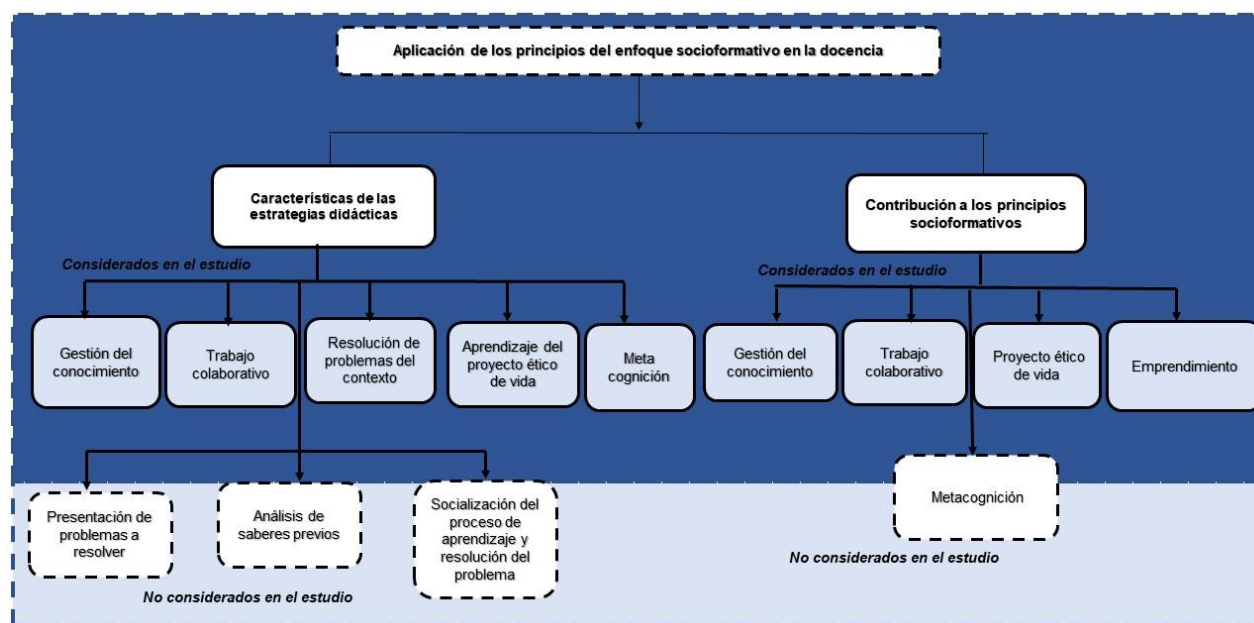 Aplicación de los principios del enfoque socioformativo en la docencia
Características de las
estrategias didácticas
Contribución a los principios
socioformativos
Considerados en el estudio
Considerados en el estudio
Gestión del
conocimiento
Trabajo
colaborativo
Resolución de
problemas del
contexto
Aprendizaje del
proyecto ético
de vida
Meta
cognición
Gestión del
conocimiento
Trabajo
colaborativo
Proyecto ético
de vida
Emprendimiento
Presentación de
problemas a
resolver
Análisis de
saberes previos
Socialización del
proceso de
aprendizaje y
resolución del
problema
Metacognición
No considerados en el estudio
No considerados en el estudio